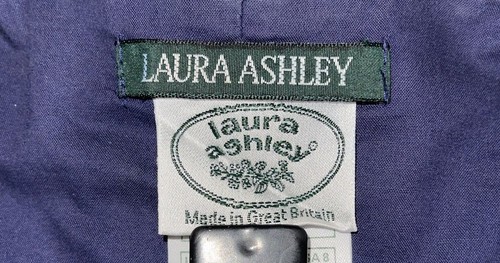 LAURA ASHLEY
laura
ashley©
Made in Great Britain